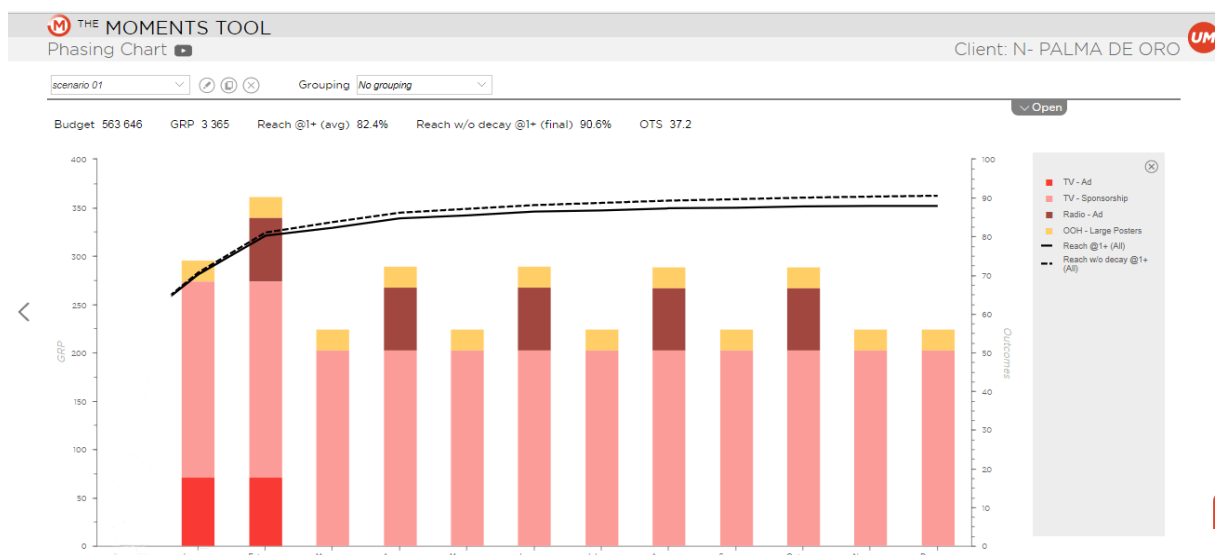 M THE MOMENTS TOOL
Phasing Chart
Client: N- PALMA DE ORO
UM
scenario 01
Grouping No grouping
Open
Budget 563 646 GRP 3 365 Reach @1+ (avg) 82.4% Reach w/o decay @1+ (final) 90.6% OTS 37.2
400
350
300
250
200
150
100
50
0
GRP
100
90
80
70
60
50
40
30
20
10
0
Outcomes
TV - Ad
TV - Sponsorship
Radio - Ad
OOH - Large Posters
Reach @1+ (All)
Reach w/o decay @1+
(All)